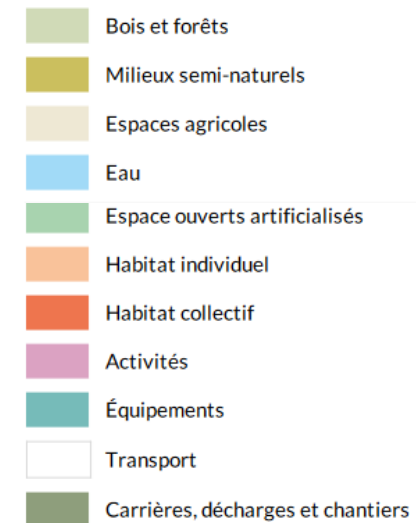 Bois et forêts
Milieux semi-naturels
Espaces agricoles
Eau
Espace ouverts artificialisés
Habitat individuel
Habitat collectif
Activités
Équipements
Transport
Carrières, décharges et chantiers